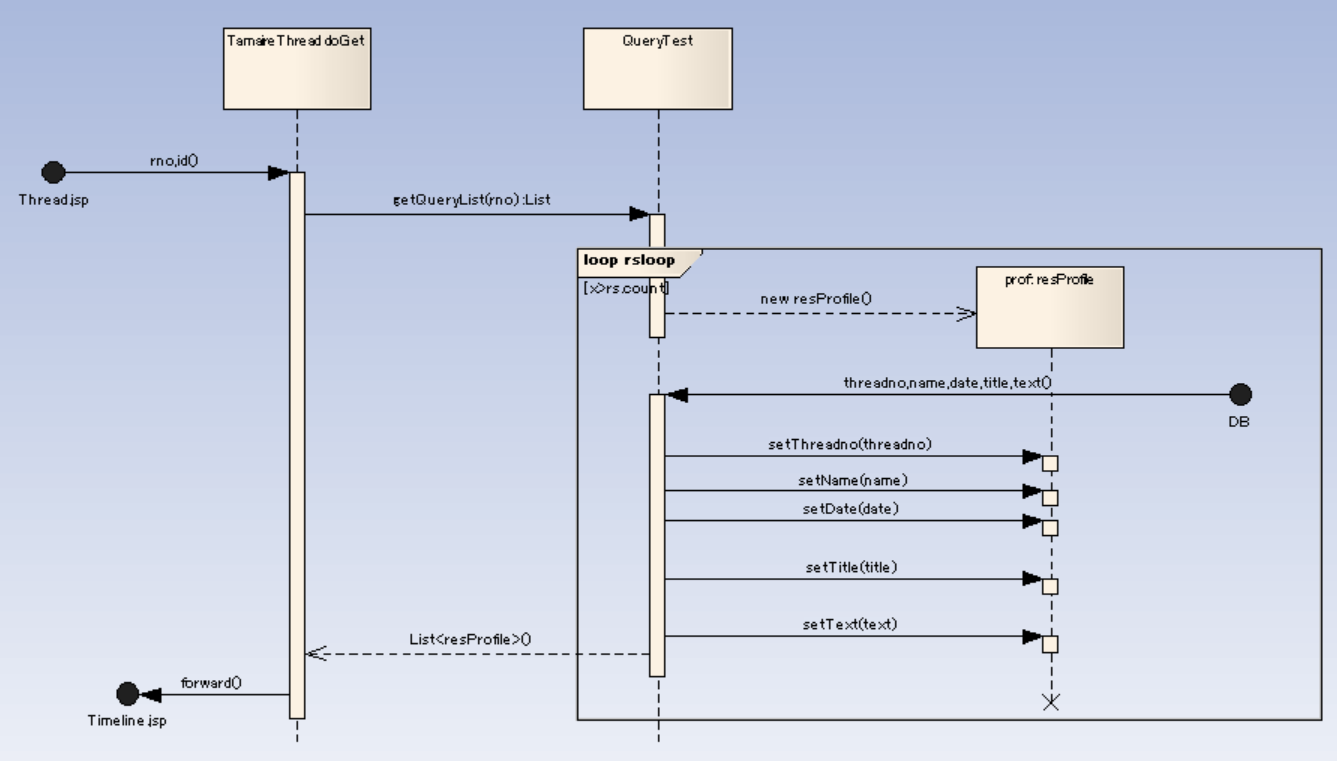 TamaireThread doGet
QueryTest
rno,id()
Thread.jsp
getQueryList(rno):List
loop rsloop
[x>rs.count]
prof: resProfile
new resProfile()
threadno,name,date,title,text()
DB
setThreadno(threadno)
setName(name)
setDate(date)
setTitle(title)
setText(text)
List<resProfile>()
forward()
Timeline.jsp